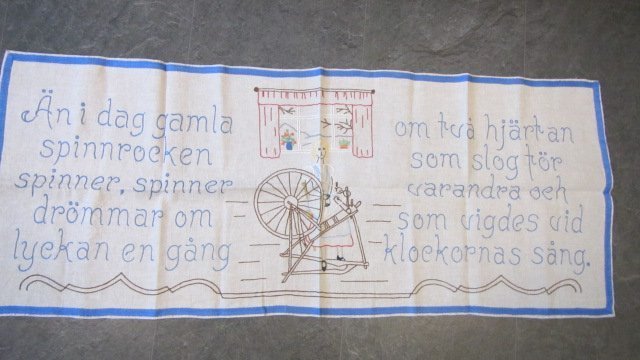 Än i dag gamla
spinnrocken
spinner, spinner
drömmar om
lyckan en gång
om två hjärtan
som slog för
varandra och
som vigdes vid
klockornas sång.